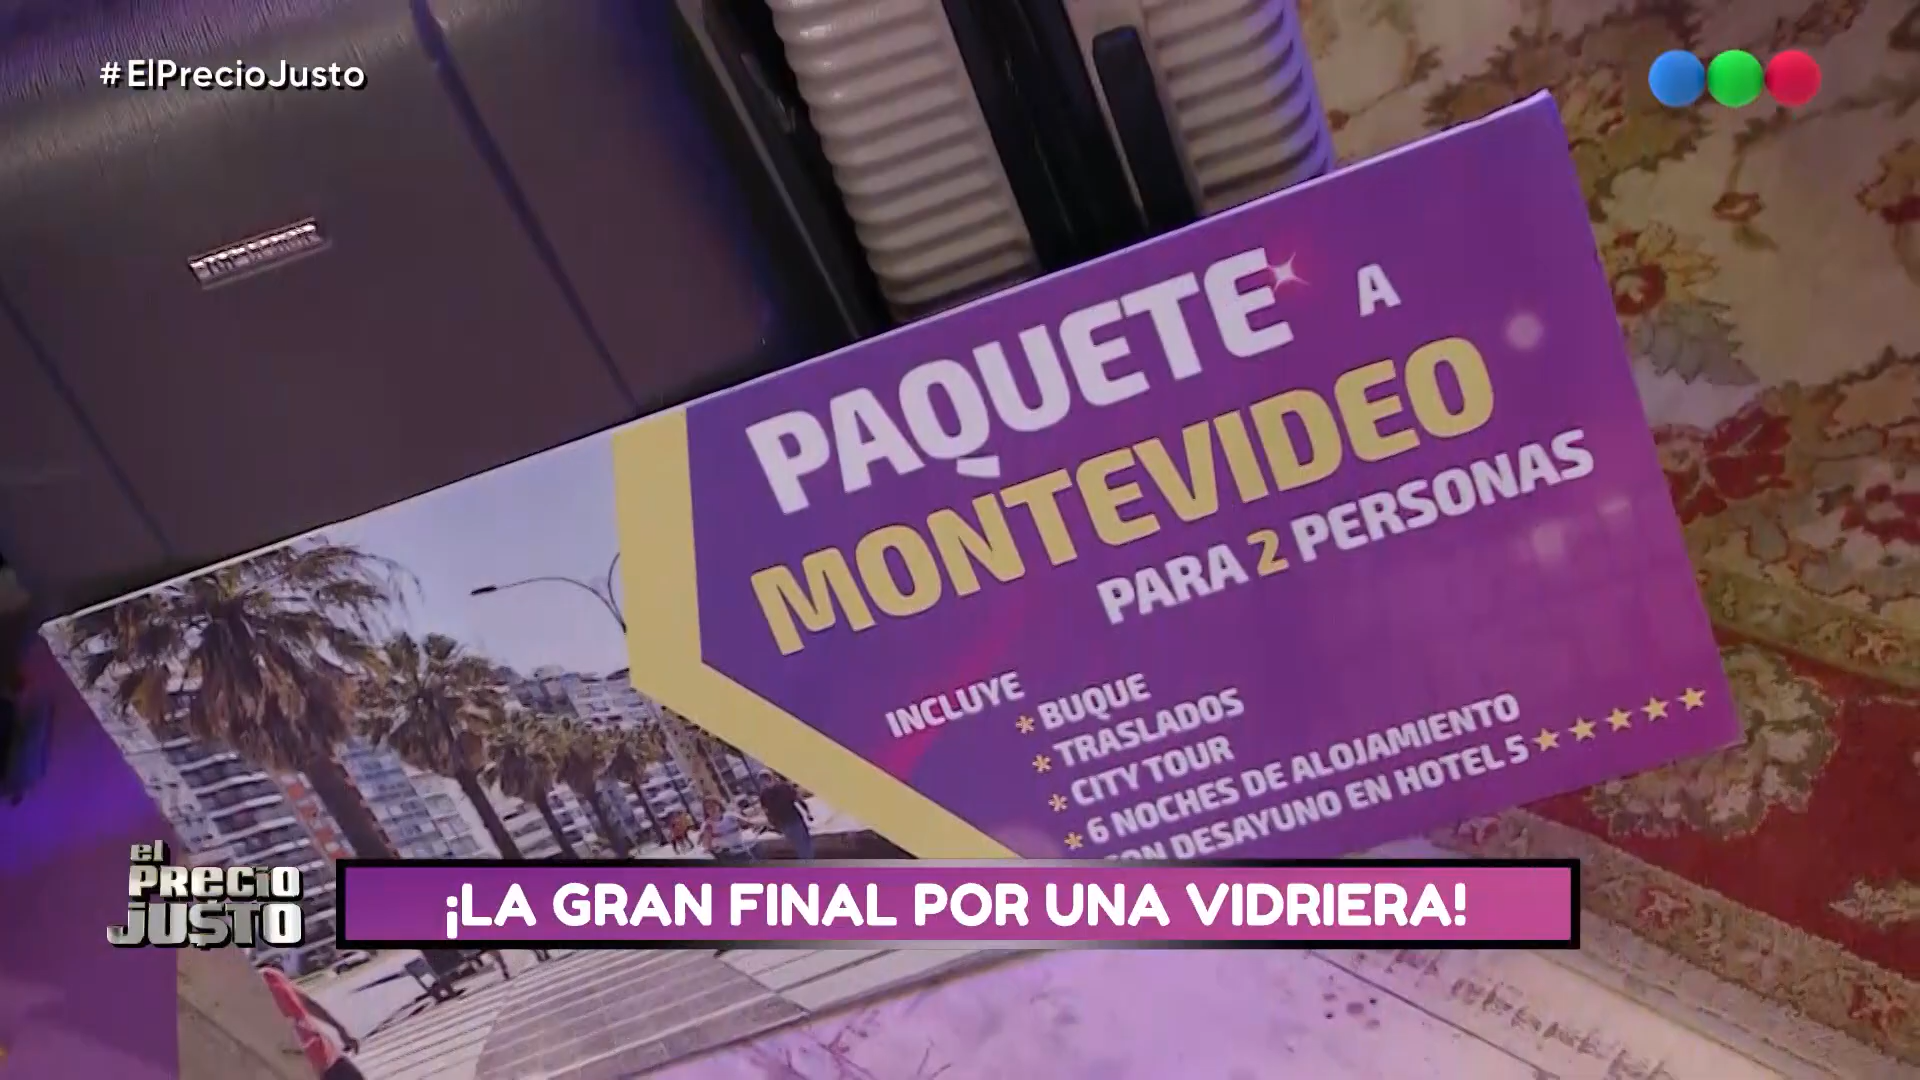 #ElPrecioJusto
PAQUETE A
MONTEVIDEO
PARA 2 PERSONAS
INCLUYE
* BUQUE
* TRASLADOS
* CITY TOUR
* 6 NOCHES DE ALOJAMIENTO
CON DESAYUNO EN HOTEL 5 ★★★★★
el
PRECIO
JUSTO
¡LA GRAN FINAL POR UNA VIDRIERA!